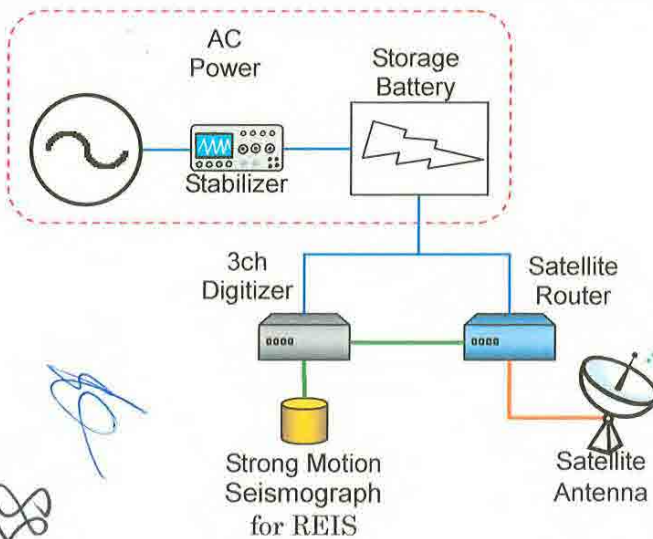 AC
Power
Storage
Battery
Stabilizer
3ch
Digitizer
Satellite
Router
Strong Motion
Seismograph
for REIS
Satellite
Antenna